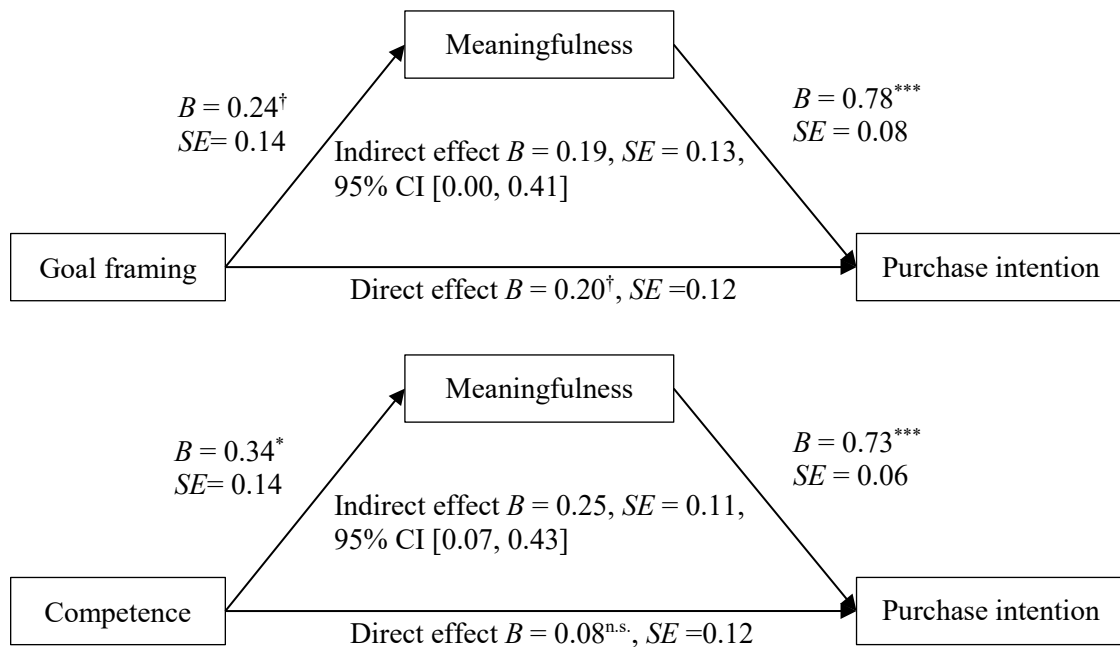 Meaningfulness
B = 0.24†
SE= 0.14
B = 0.78***
SE = 0.08
Indirect effect B = 0.19, SE = 0.13,
95% CI [0.00, 0.41]
Goal framing
Purchase intention
Direct effect B = 0.20†, SE =0.12
Meaningfulness
B = 0.34*
SE= 0.14
B = 0.73***
SE = 0.06
Indirect effect B = 0.25, SE = 0.11,
95% CI [0.07, 0.43]
Competence
Purchase intention
Direct effect B = 0.08n.s., SE =0.12